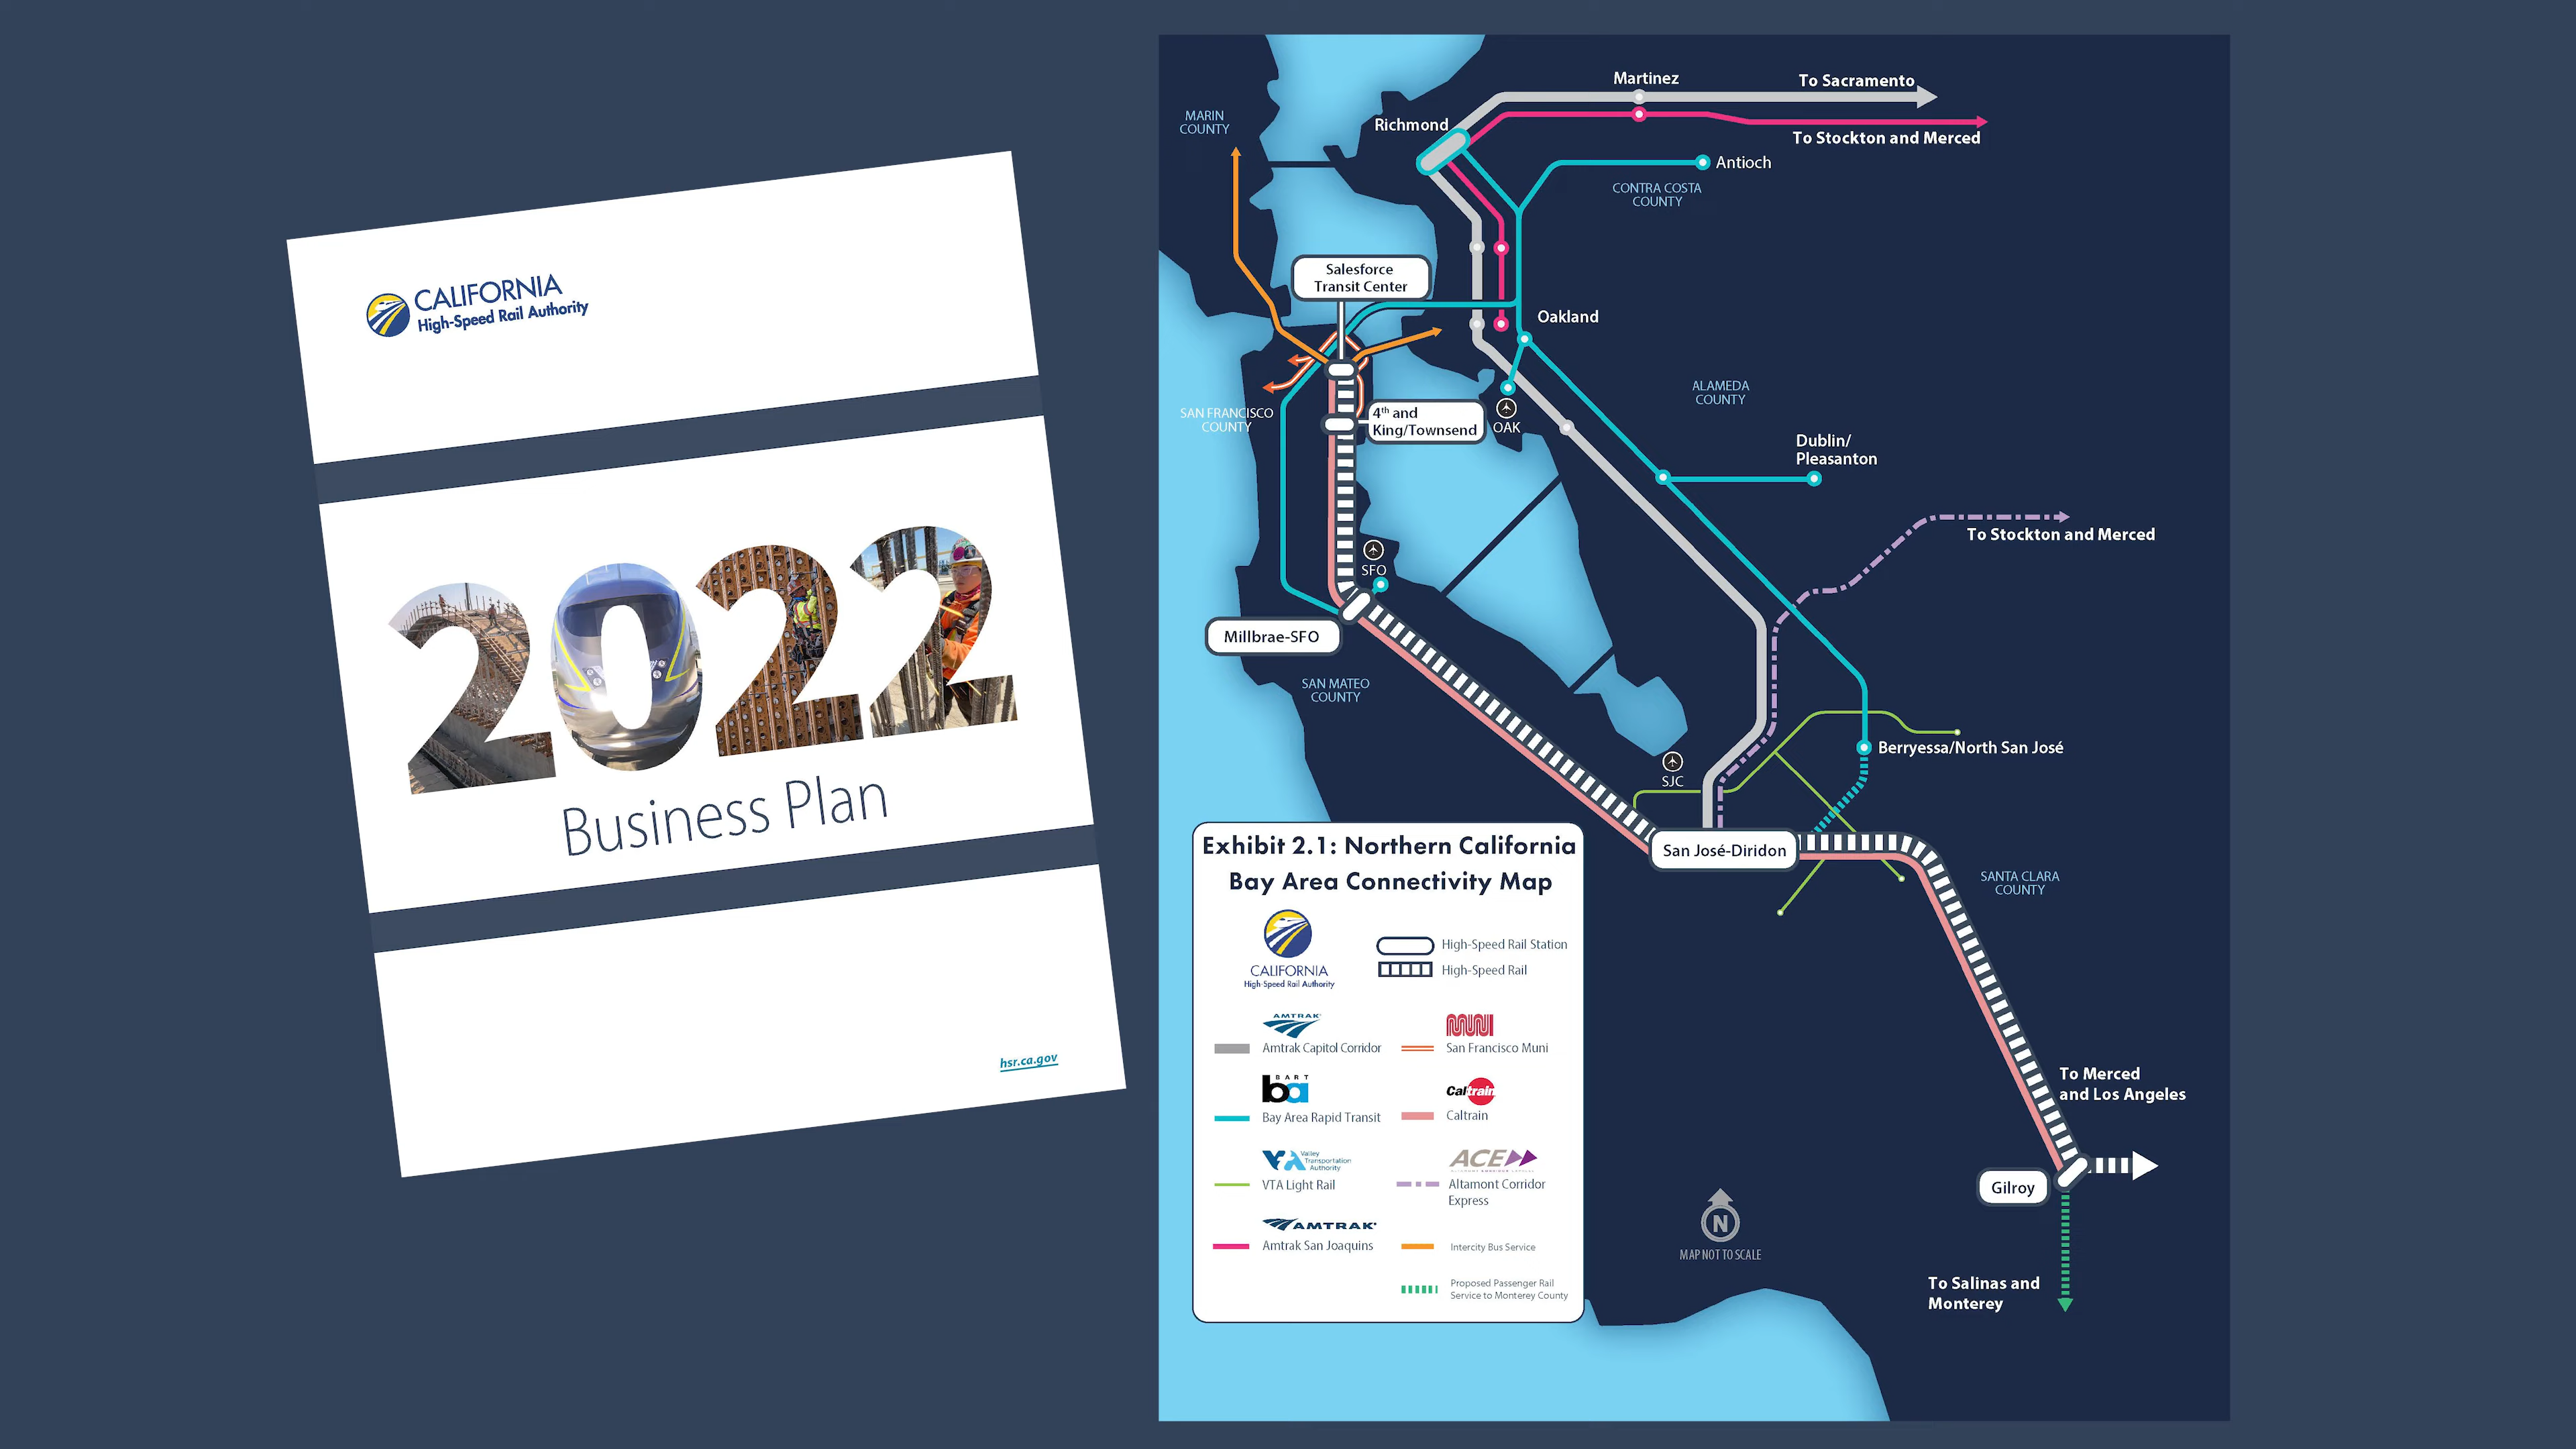 CALIFORNIA
High-Speed Rail Authority
2022
Business Plan
hsr.ca.gov
Martinez
To Sacramento
MARIN
COUNTY
Richmond
To Stockton and Merced
Antioch
CONTRA COSTA
COUNTY
Salesforce
Transit Center
Oakland
ALAMEDA
COUNTY
SAN FRANCISCO
COUNTY
4th and
King/Townsend
OAK
Dublin/
Pleasanton
To Stockton and Merced
SFO
Millbrae-SFO
SAN MATEO
COUNTY
Berryessa/North San José
SJC
San José-Diridon
SANTA CLARA
COUNTY
To Merced
and Los Angeles
Gilroy
To Salinas and
Monterey
N
MAP NOT TO SCALE
Exhibit 2.1: Northern California
Bay Area Connectivity Map
CALIFORNIA
High-Speed Rail Authority
High-Speed Rail Station
High-Speed Rail
AMTRAK
Amtrak Capitol Corridor
MUNI
San Francisco Muni
BART
ba
Bay Area Rapid Transit
Caltrain
Caltrain
VTA
Valley
Transportation
Authority
VTA Light Rail
ACE
Altamont Corridor
Express
AMTRAK
Amtrak San Joaquins
Intercity Bus Service
Proposed Passenger Rail
Service to Monterey County